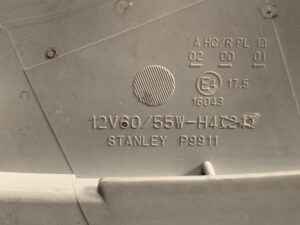 A HC/R PL 10
02 00 01
E4 17.5
16043
12V60/55W-H4
STANLEY P9911